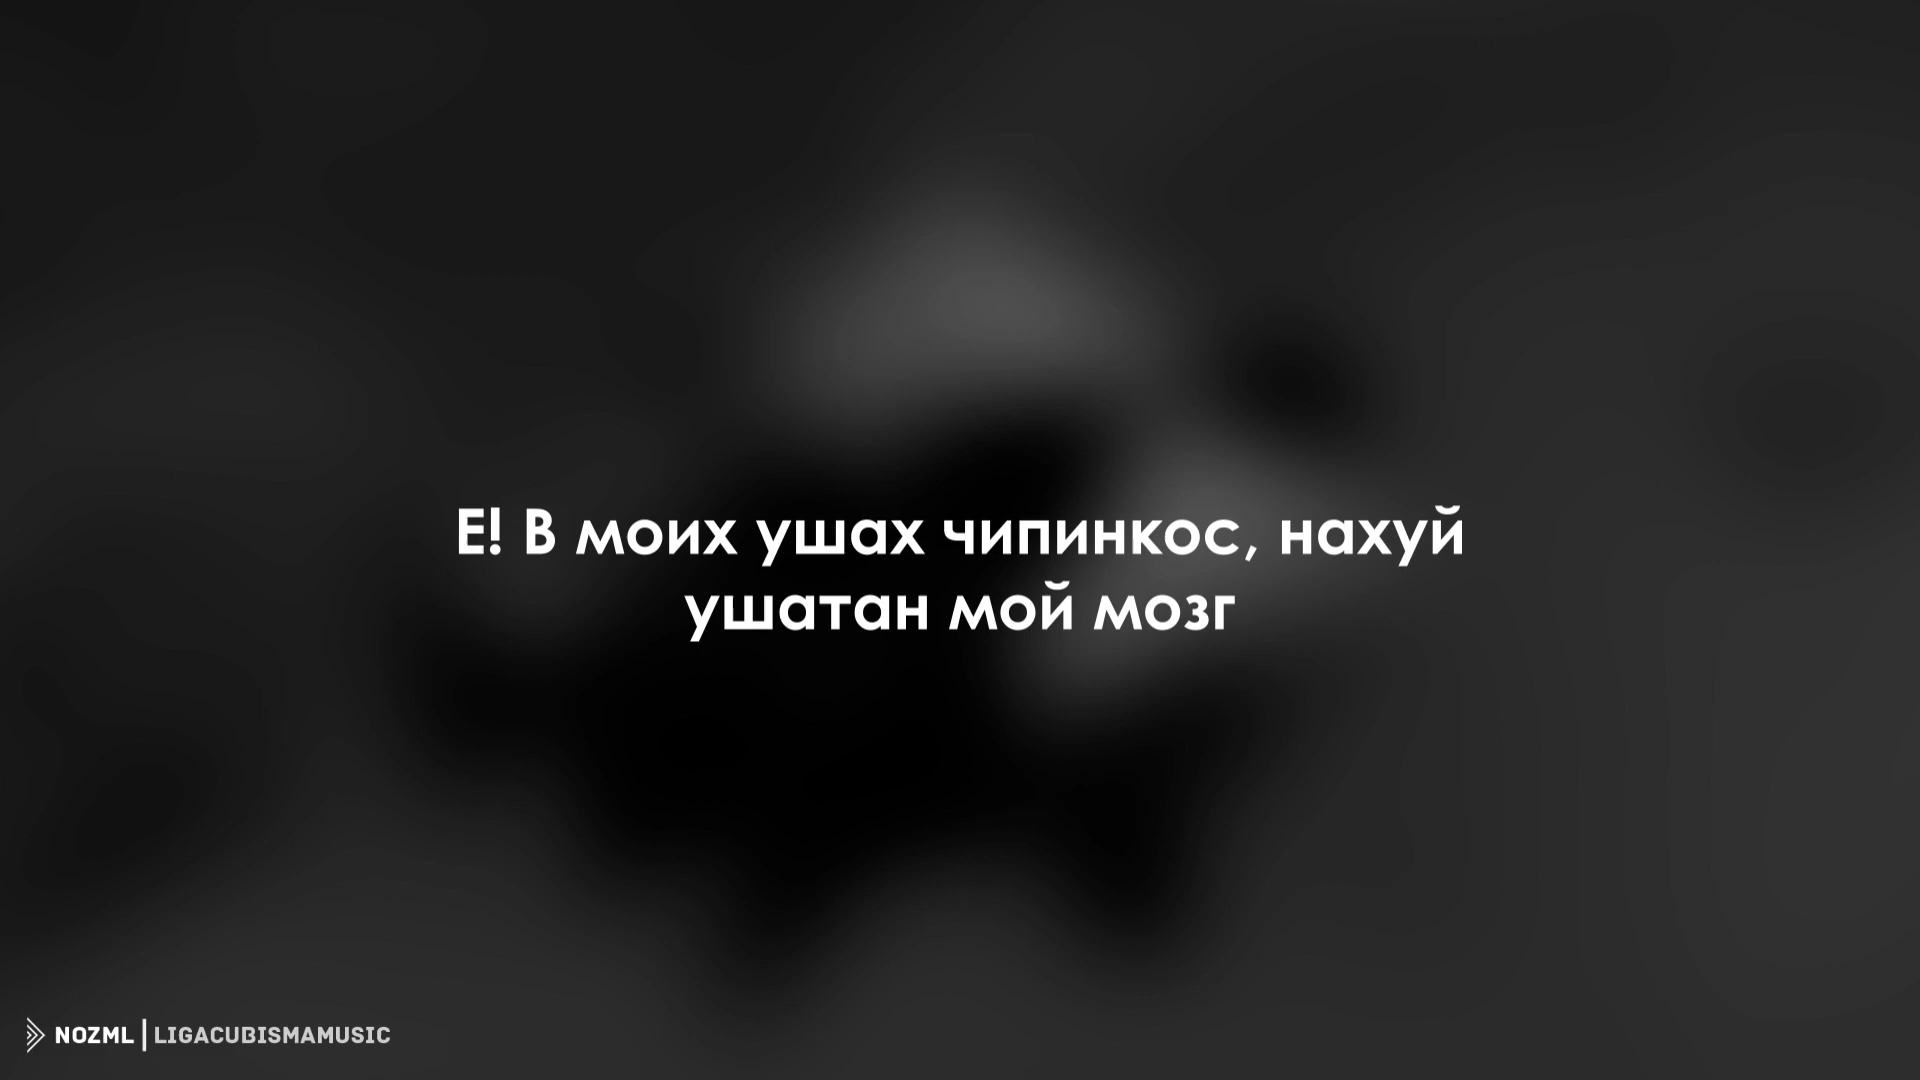 Е! В моих ушах чипинкос, нахуй
ушатан мой мозг
NOZML | LIGACUBISMAMUSIC